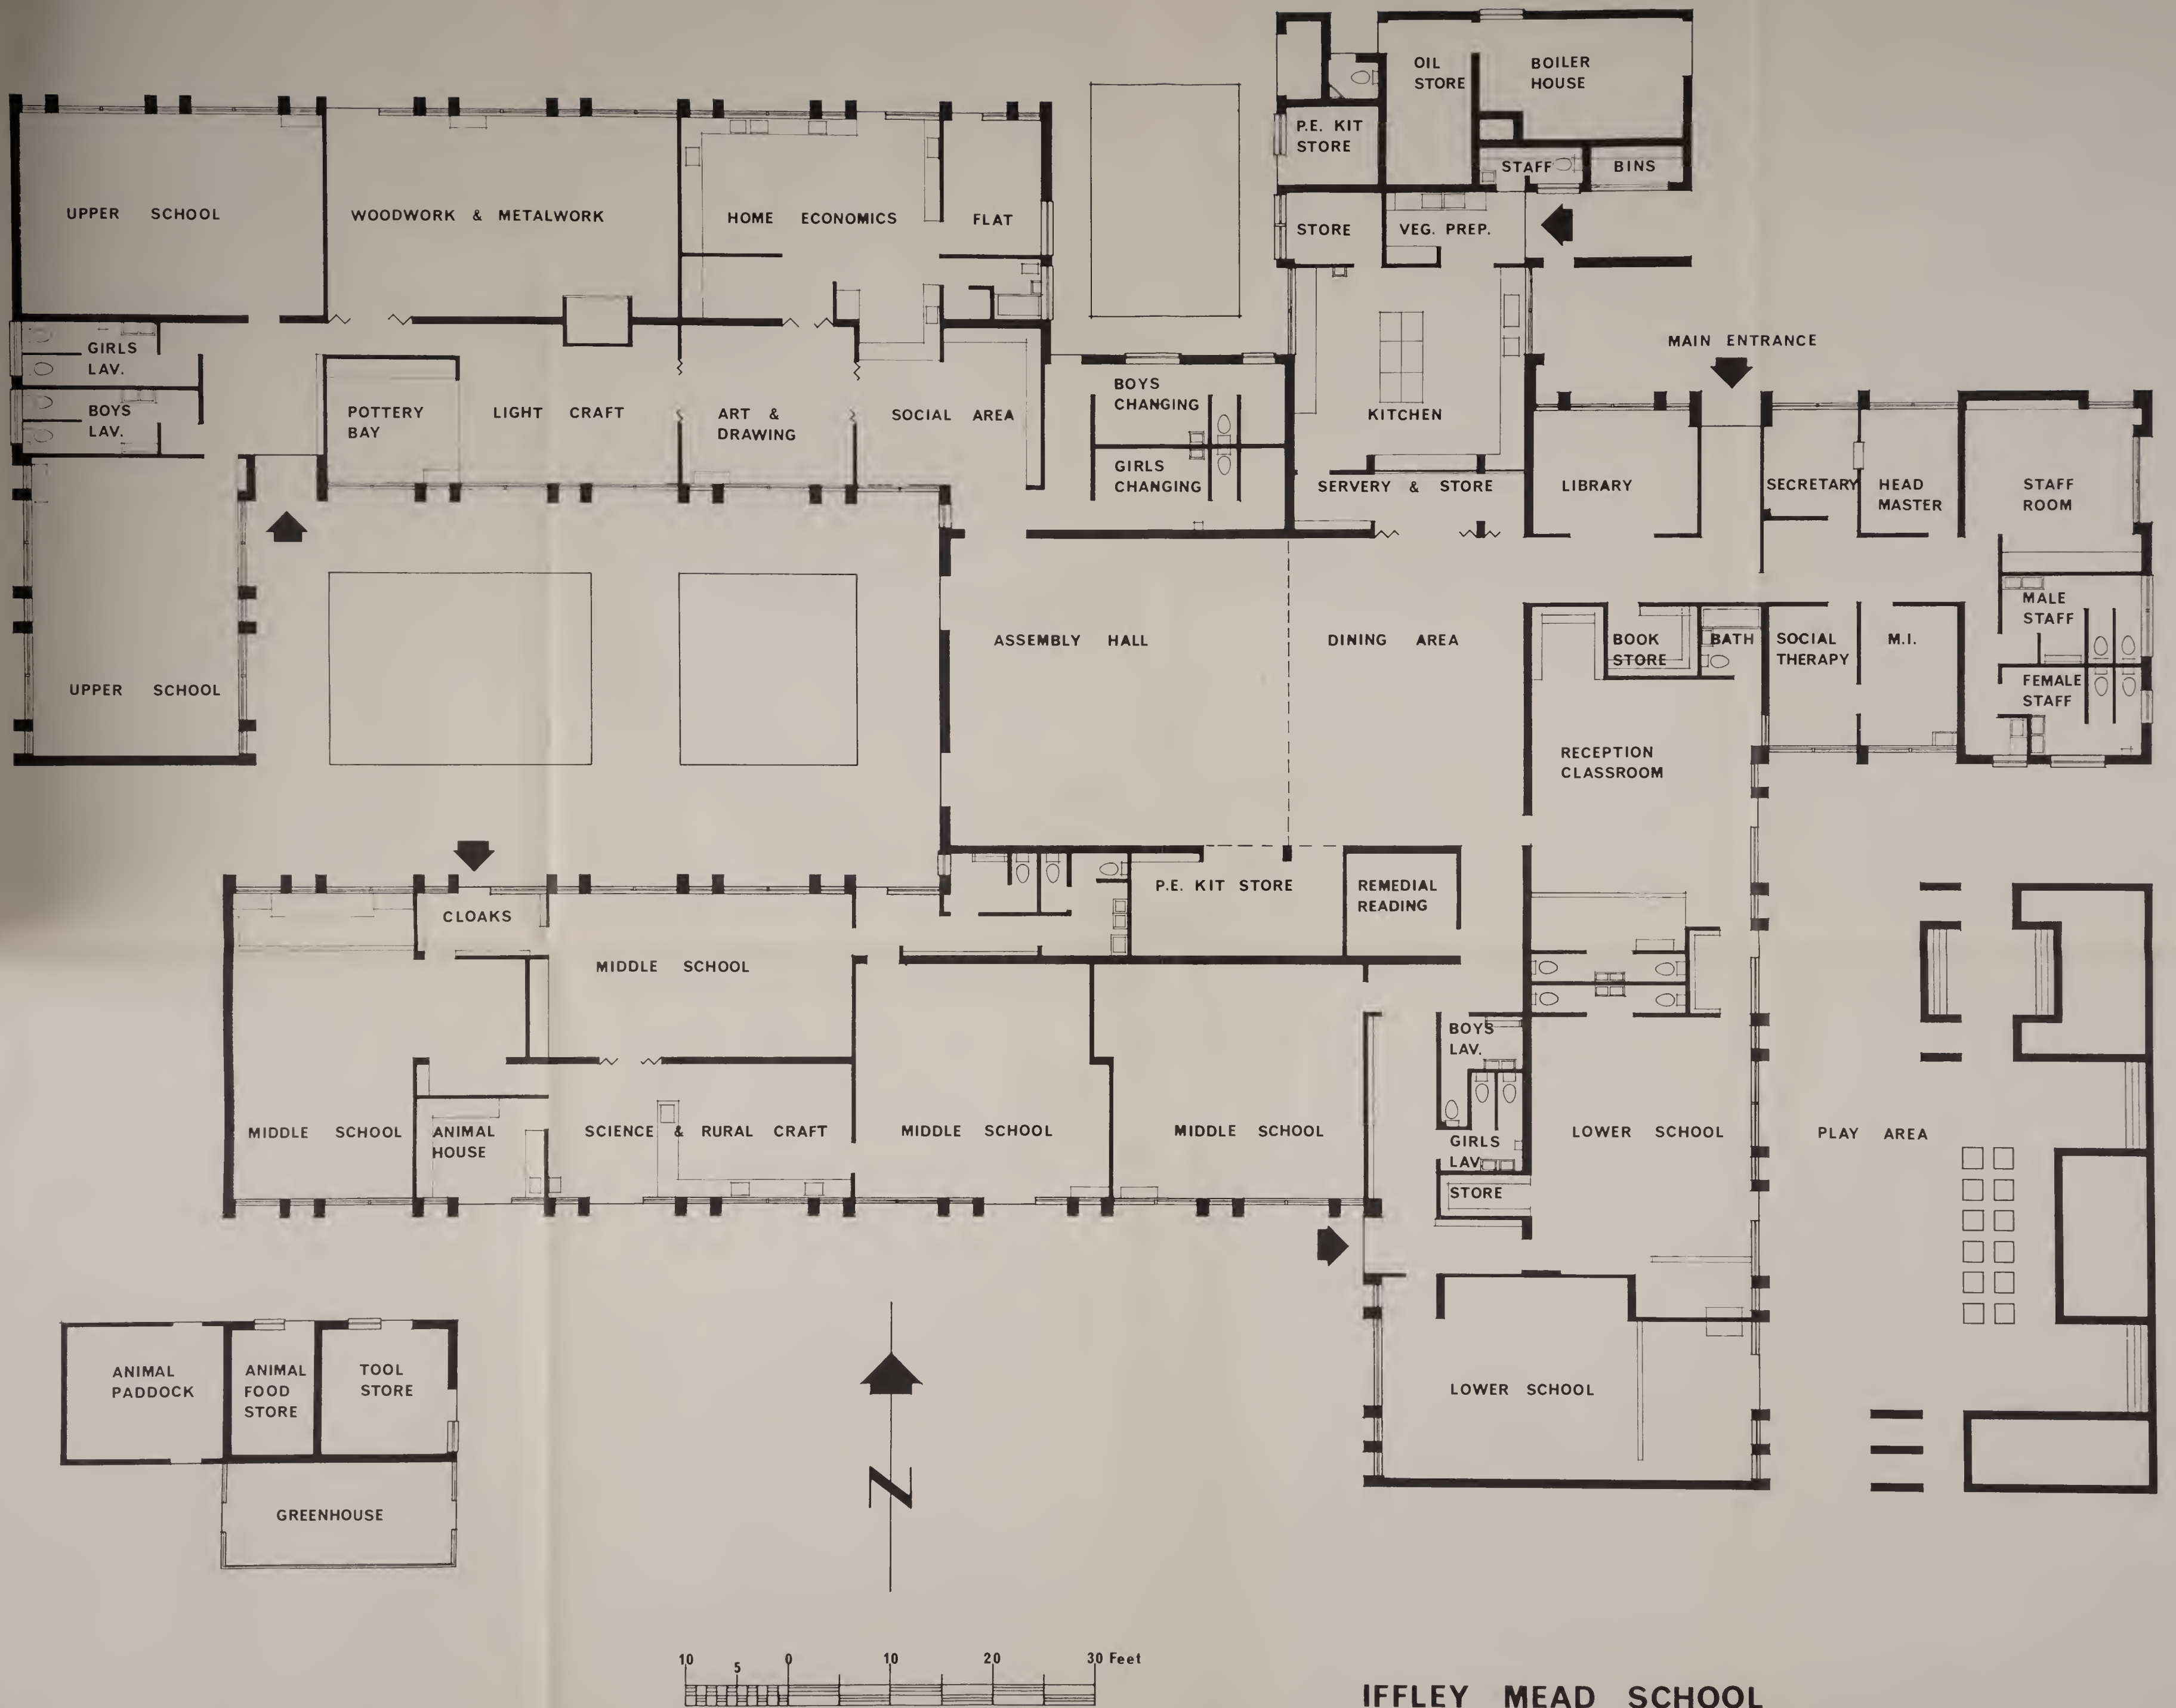 OIL
STORE
BOILER
HOUSE
P.E. KIT
STORE
STAFF
BINS
UPPER SCHOOL
WOODWORK & METALWORK
HOME ECONOMICS
FLAT
STORE
VEG. PREP.
MAIN ENTRANCE
GIRLS
LAV.
BOYS
LAV.
POTTERY
BAY
LIGHT CRAFT
ART &
DRAWING
SOCIAL AREA
BOYS
CHANGING
GIRLS
CHANGING
KITCHEN
SERVERY & STORE
LIBRARY
SECRETARY
HEAD
MASTER
STAFF
ROOM
UPPER SCHOOL
ASSEMBLY HALL
DINING AREA
BOOK
STORE
BATH
SOCIAL
THERAPY
M.I.
MALE
STAFF
FEMALE
STAFF
RECEPTION
CLASSROOM
CLOAKS
P.E. KIT STORE
REMEDIAL
READING
MIDDLE SCHOOL
MIDDLE SCHOOL
ANIMAL
HOUSE
SCIENCE & RURAL CRAFT
MIDDLE SCHOOL
MIDDLE SCHOOL
BOYS
LAV.
GIRLS
LAV.
STORE
LOWER SCHOOL
PLAY AREA
LOWER SCHOOL
ANIMAL
PADDOCK
ANIMAL
FOOD
STORE
TOOL
STORE
GREENHOUSE
N
10 5 0 10 20 30 Feet
IFFLEY MEAD SCHOOL